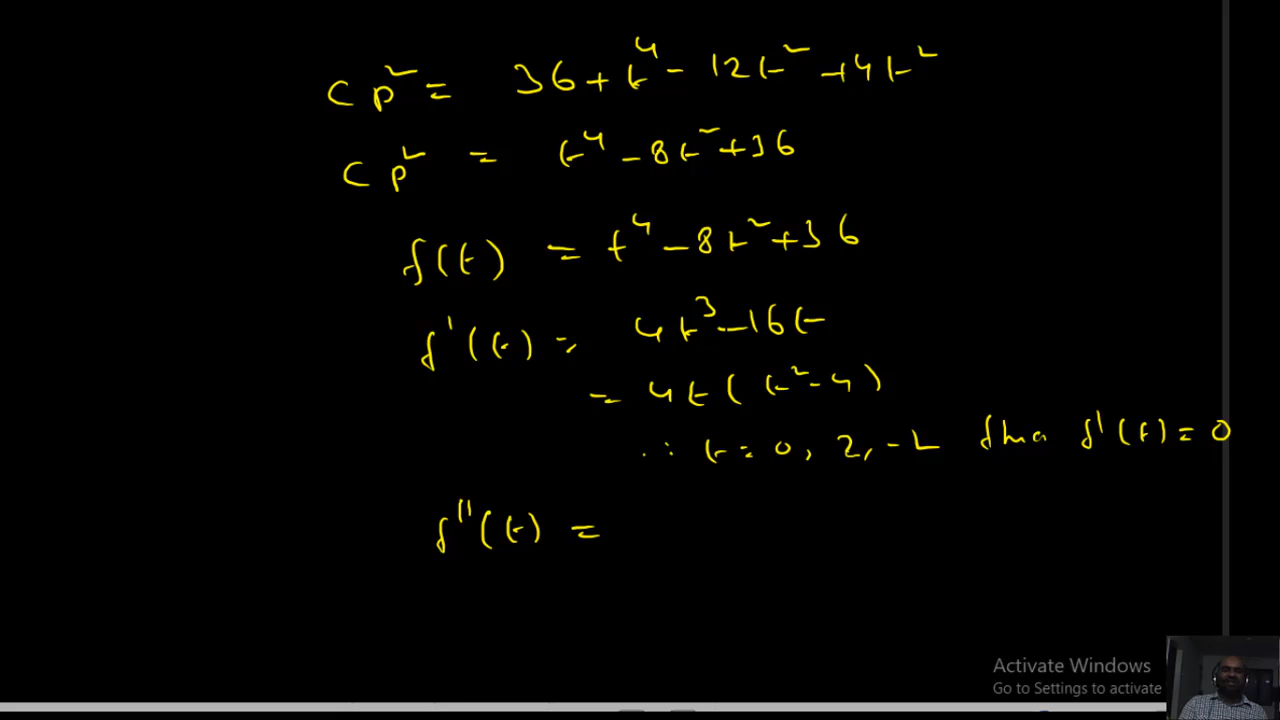 CP² = 36 + t⁴ - 12t² + 4t²
CP² = t⁴ - 8t² + 36
f(t) = t⁴ - 8t² + 36
f'(t) = 4t³ - 16t
= 4t(t² - 4)
∴ t = 0, 2, -2 f'(t) = 0
f''(t) =
Activate Windows
Go to Settings to activate